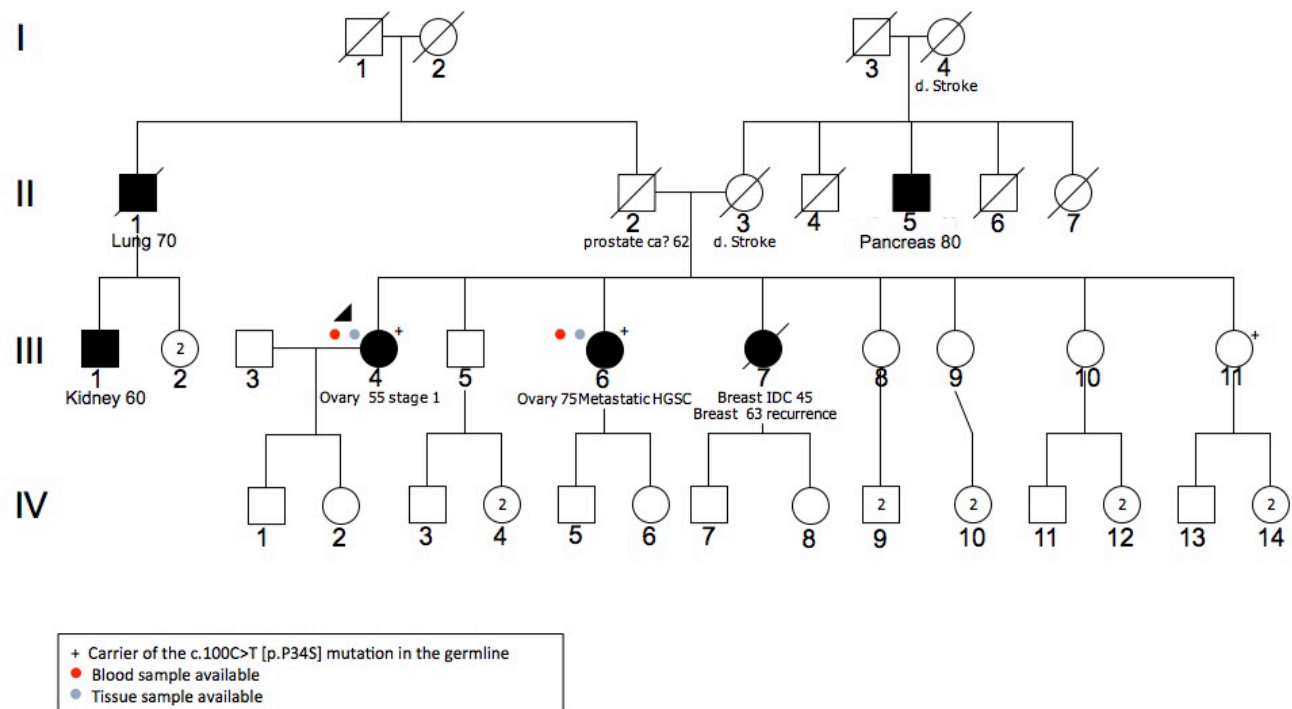 I
1 2 3 4
d. Stroke
II
1 2 3 4 5 6 7
Lung 70 prostate ca? 62 d. Stroke Pancreas 80
III
2 2
+ + +
1 3 4 5 6 7 8 9 10 11
Kidney 60 Ovary 55 stage 1 Ovary 75 Metastatic HGSC Breast IDC 45
Breast 63 recurrence
IV
2 2 2 2 2
1 2 3 4 5 6 7 8 9 10 11 12 13 14
+ Carrier of the c.100C>T [p.P34S] mutation in the germline
Blood sample available
Tissue sample available